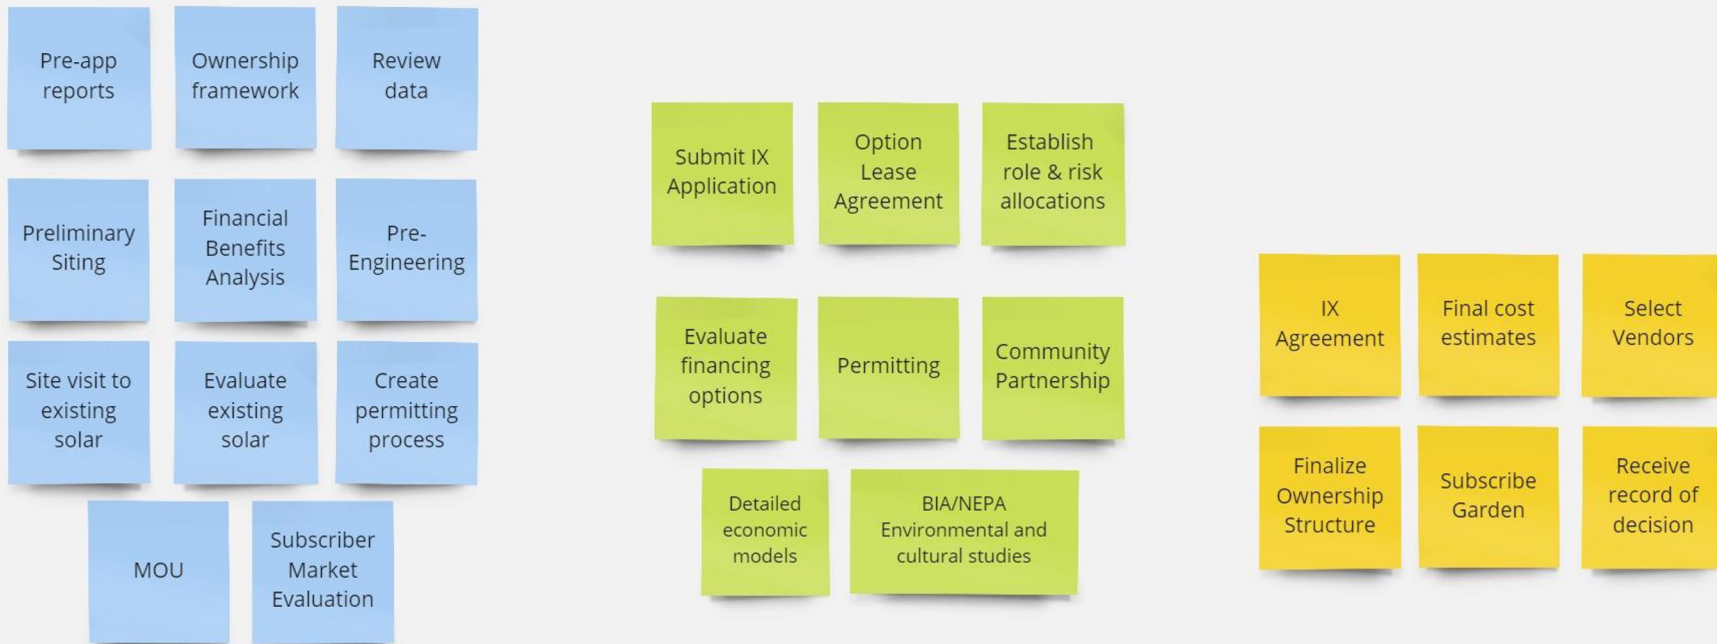 Pre-app
reports
Ownership
framework
Review
data
Preliminary
Siting
Financial
Benefits
Analysis
Pre-
Engineering
Site visit to
existing
solar
Evaluate
existing
solar
Create
permitting
process
MOU
Subscriber
Market
Evaluation
Submit IX
Application
Option
Lease
Agreement
Establish
role & risk
allocations
Evaluate
financing
options
Permitting
Community
Partnership
Detailed
economic
models
BIA/NEPA
Environmental and
cultural studies
IX
Agreement
Final cost
estimates
Select
Vendors
Finalize
Ownership
Structure
Subscribe
Garden
Receive
record of
decision